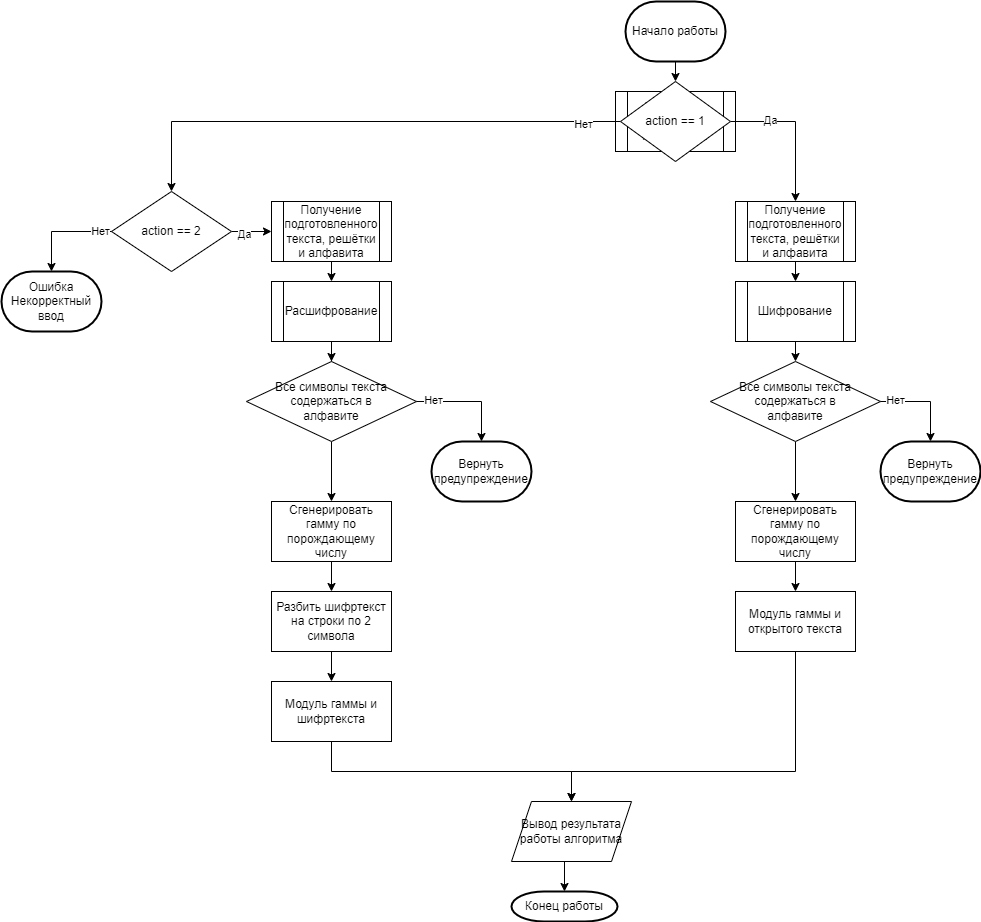 Начало работы
action == 1
Нет
Да
action == 2
Нет
Да
Ошибка
Некорректный
ввод
Получение
подготовленного
текста, решётки
и алфавита
Расшифрование
Все символы текста
содержаться в
алфавите
Нет
Вернуть
предупреждение
Сгенерировать
гамму по
порождающему
числу
Разбить шифртекст
на строки по 2
символа
Модуль гаммы и
шифртекста
Получение
подготовленного
текста, решётки
и алфавита
Шифрование
Все символы текста
содержаться в
алфавите
Нет
Вернуть
предупреждение
Сгенерировать
гамму по
порождающему
числу
Модуль гаммы и
открытого текста
Вывод результата
работы алгоритма
Конец работы